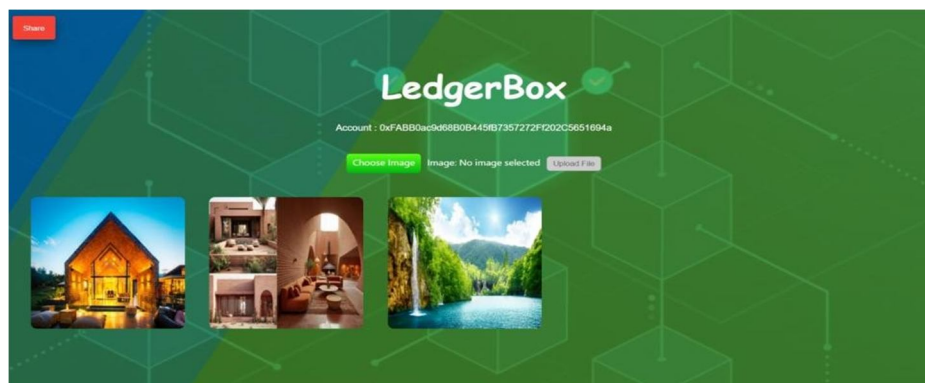 Share
LedgerBox
Account : 0xFABB0ac9d68B0B445fB7357272Ff202C5651694a
Choose Image Image: No image selected Upload File